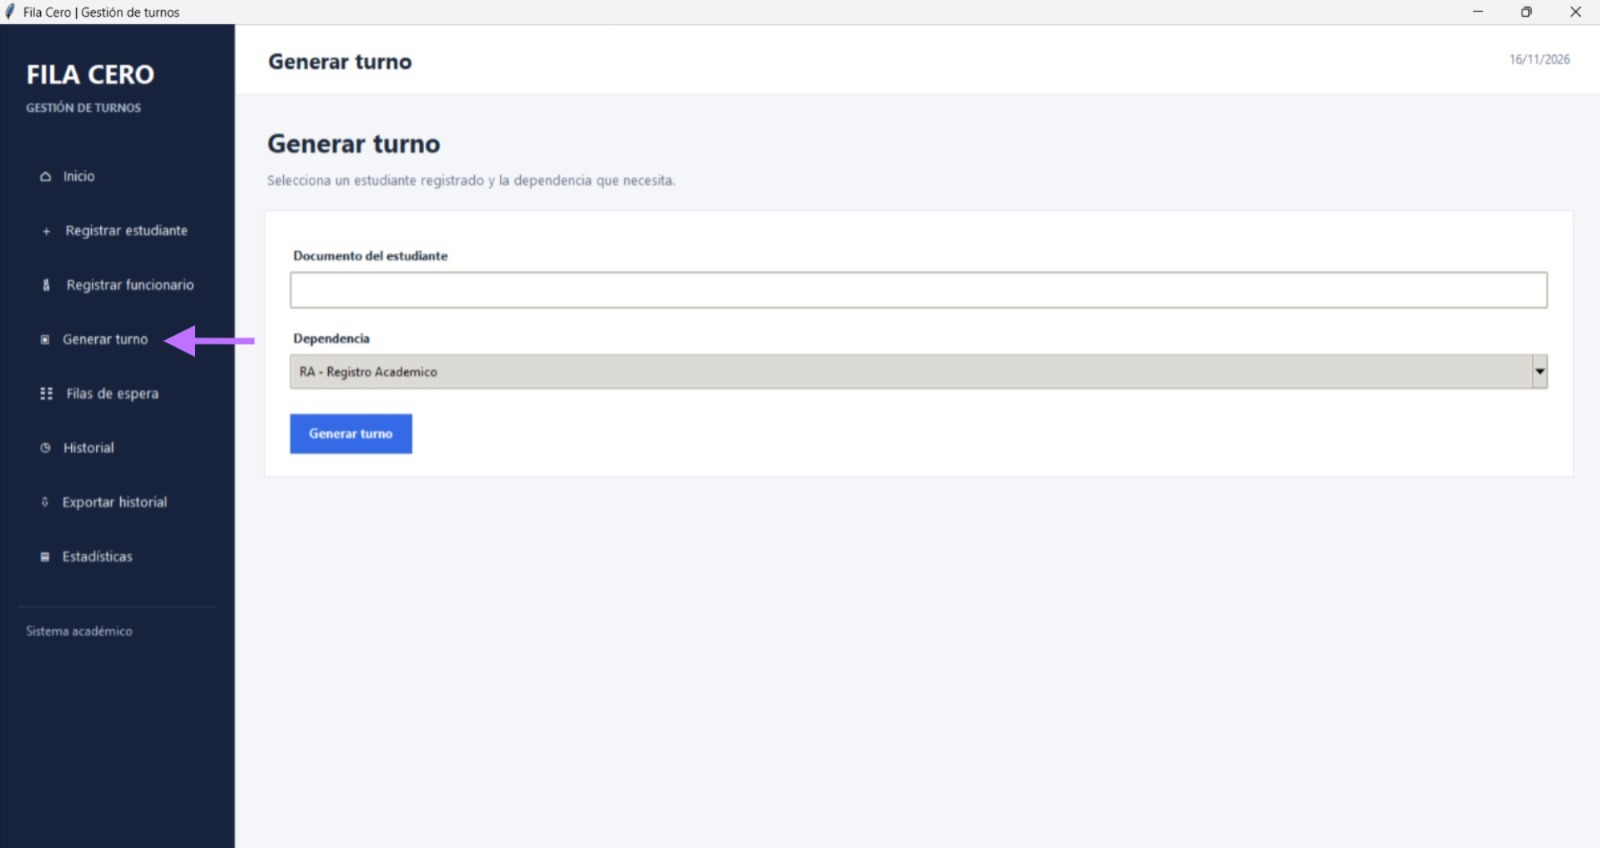 Fila Cero | Gestión de turnos
FILA CERO
GESTIÓN DE TURNOS
Inicio
Registrar estudiante
Registrar funcionario
Generar turno
Filas de espera
Historial
Exportar historial
Estadísticas
Sistema académico
Generar turno
16/11/2026
Generar turno
Selecciona un estudiante registrado y la dependencia que necesita.
Documento del estudiante
Dependencia
RA - Registro Academico
Generar turno